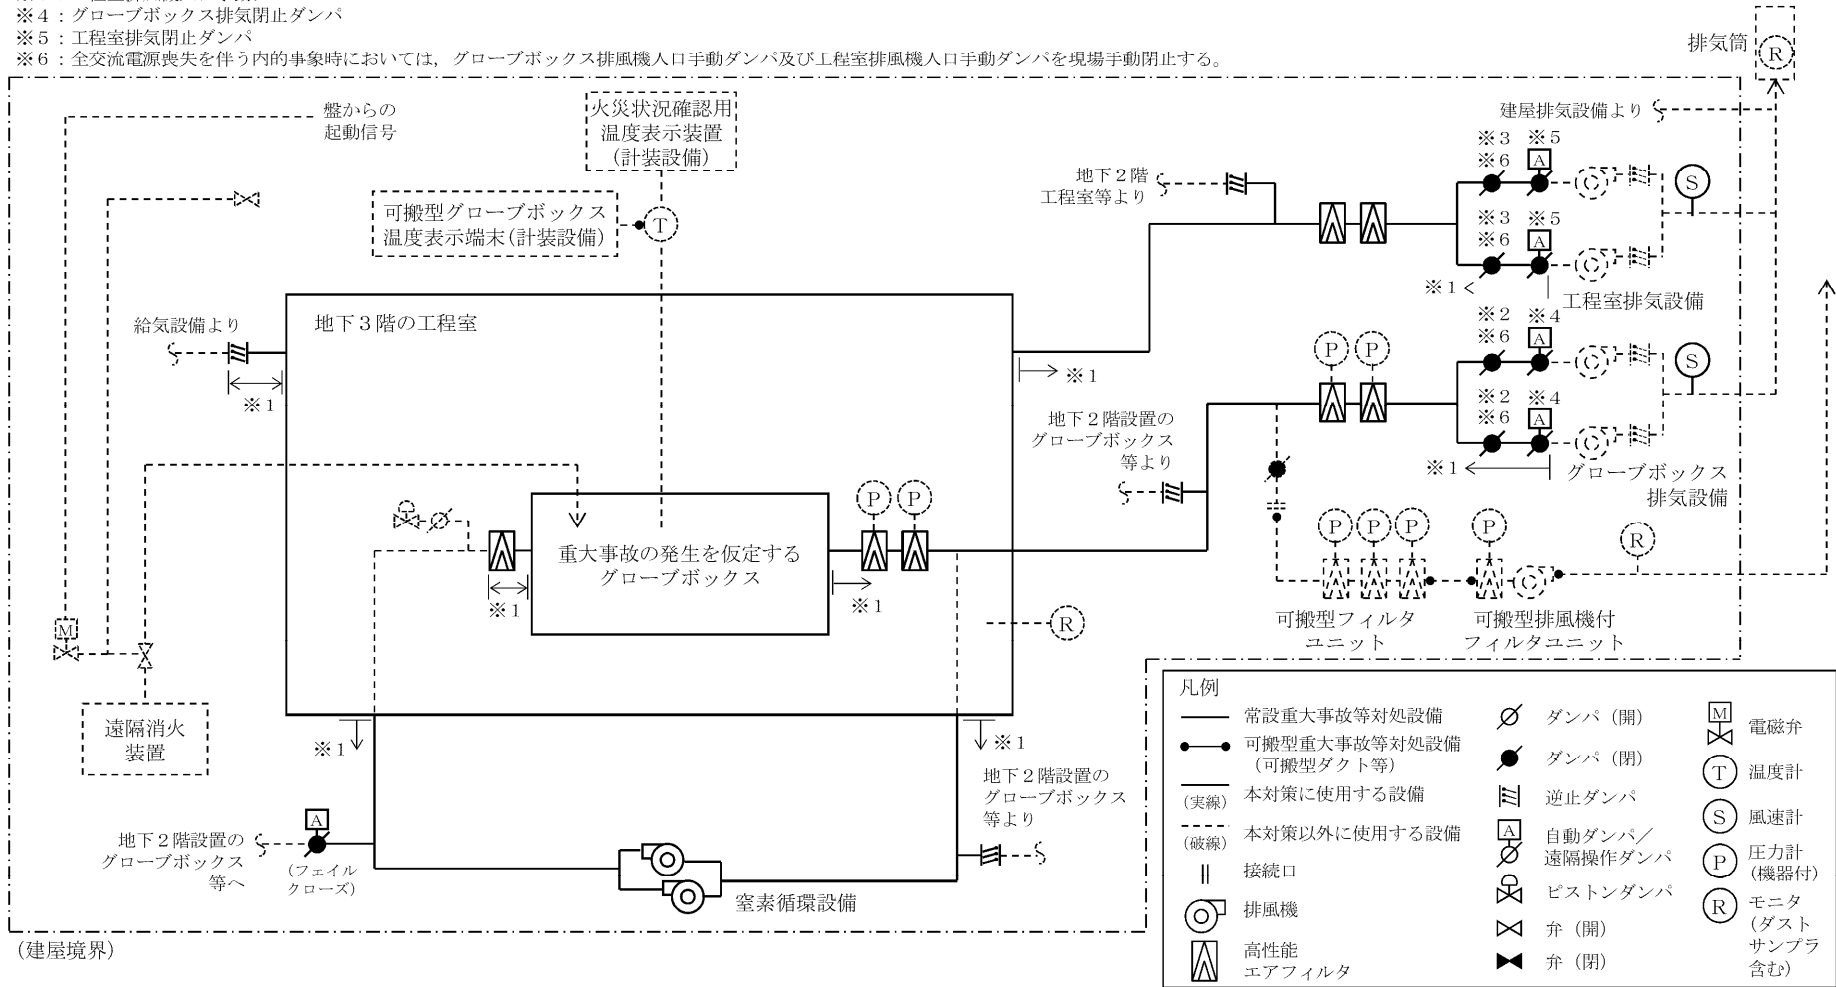 ※４：グローブボックス排気閉止ダンパ
※５：工程室排気閉止ダンパ
※６：全交流電源喪失を伴う内的事象時においては，グローブボックス排風機入口手動ダンパ及び工程室排風機入口手動ダンパを現場手動閉止する。
排気筒
R
盤からの
起動信号
火災状況確認用
温度表示装置
（計装設備）
可搬型グローブボックス
温度表示端末（計装設備）
T
建屋排気設備より
地下２階
工程室等より
※３ ※５
※６ A
S
※３ ※５
※６ A
※１
工程室排気設備
給気設備より
※１
地下３階の工程室
※１
P P
※２ ※４
※６ A
S
※２ ※４
※６ A
※１
グローブボックス
排気設備
地下２階設置の
グローブボックス
等より
重大事故の発生を仮定する
グローブボックス
※１
P P
※１
R
P P P P
R
可搬型フィルタ
ユニット
可搬型排風機付
フィルタユニット
M
遠隔消火
装置
※１
※１
地下２階設置の
グローブボックス
等より
地下２階設置の
グローブボックス
等へ
A
（フェイル
クローズ）
窒素循環設備
（建屋境界）
凡例
常設重大事故等対処設備
可搬型重大事故等対処設備
（可搬型ダクト等）
（実線） 本対策に使用する設備
（破線） 本対策以外に使用する設備
接続口
排風機
高性能
エアフィルタ
ダンパ（開）
ダンパ（閉）
逆止ダンパ
A 自動ダンパ／
遠隔操作ダンパ
ピストンダンパ
弁（開）
弁（閉）
M 電磁弁
T 温度計
S 風速計
P 圧力計
（機器付）
R モニタ
（ダスト
サンプラ
含む）